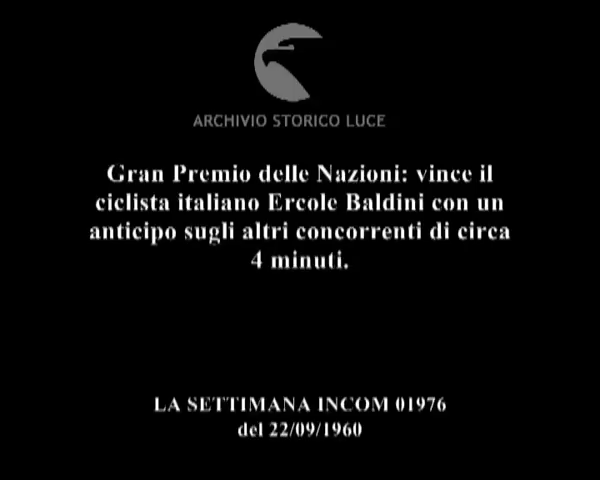 ARCHIVIO STORICO LUCE
Gran Premio delle Nazioni: vince il
ciclista italiano Ercole Baldini con un
anticipo sugli altri concorrenti di circa
4 minuti.
LA SETTIMANA INCOM 01976
del 22/09/1960